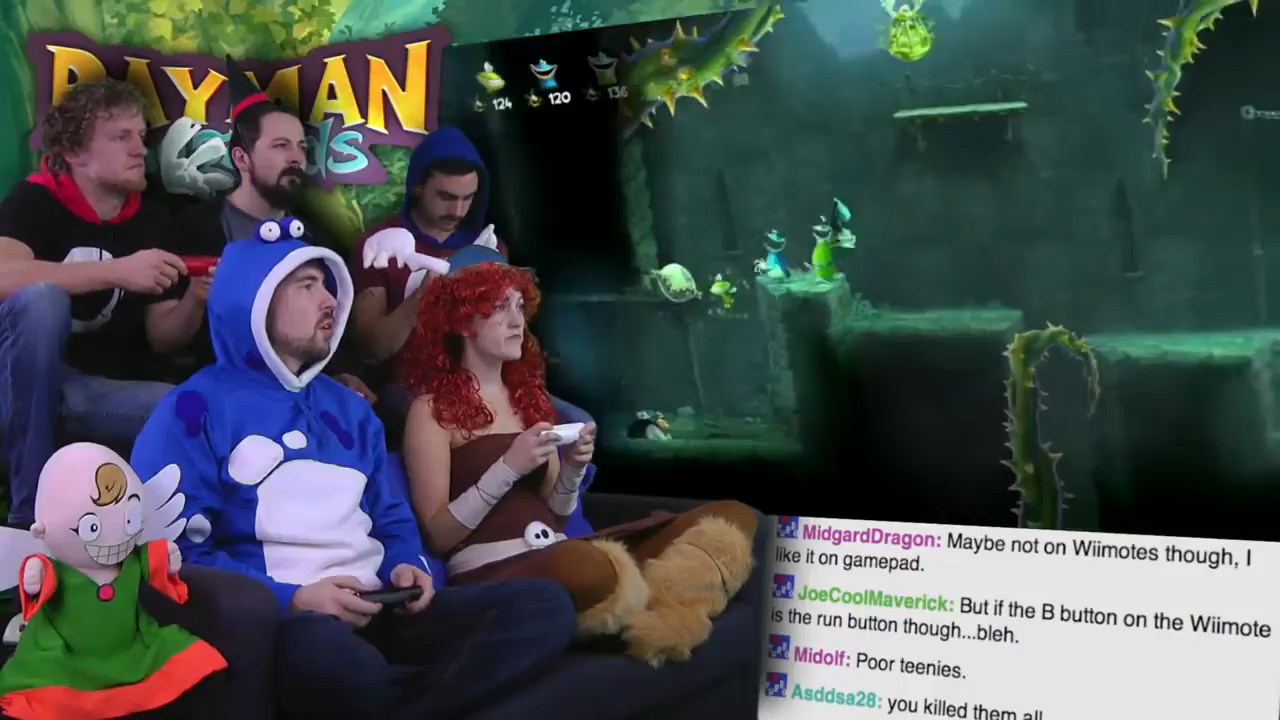 RAYMAN
124 120 136
MidgardDragon: Maybe not on Wiimotes though, I
like it on gamepad.
JoeCoolMaverick: But if the B button on the Wiimote
is the run button though...bleh.
Midolf: Poor teenies.
Asddsa28: you killed them all